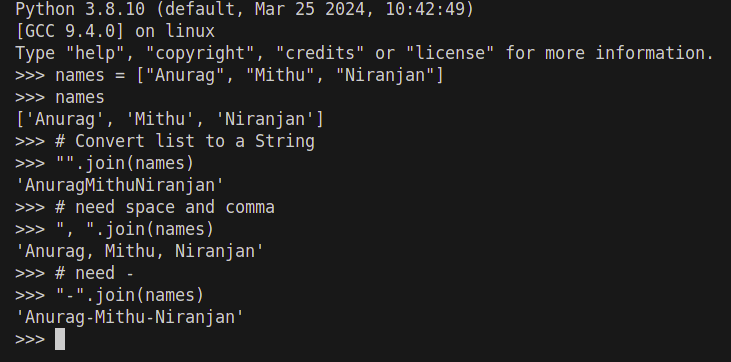 Python 3.8.10 (default, Mar 25 2024, 10:42:49)
[GCC 9.4.0] on linux
Type "help", "copyright", "credits" or "license" for more information.
>>> names = ["Anurag", "Mithu", "Niranjan"]
>>> names
['Anurag', 'Mithu', 'Niranjan']
>>> # Convert list to a String
>>> "".join(names)
'AnuragMithuNiranjan'
>>> # need space and comma
>>> ", ".join(names)
'Anurag, Mithu, Niranjan'
>>> # need -
>>> "-".join(names)
'Anurag-Mithu-Niranjan'
>>>